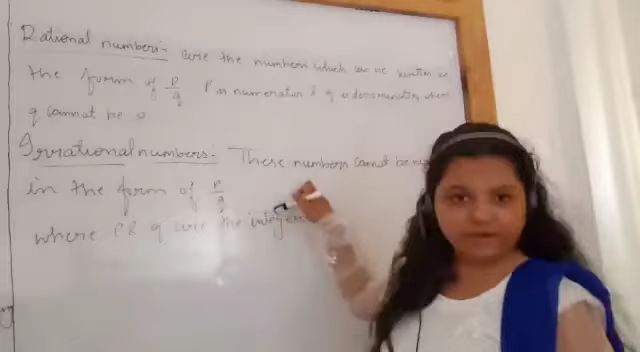 Rational numbers:- are the numbers which can be written in
the form of p/q P is numerator & q is denominator where
q cannot be 0
Irrational numbers:- These numbers cannot be
in the form of p/q
where P & q are the integers